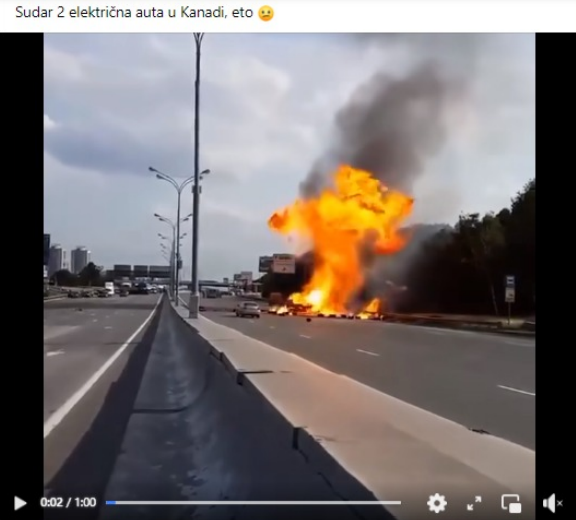 Sudar 2 električna auta u Kanadi, eto 😕
0:02 / 1:00